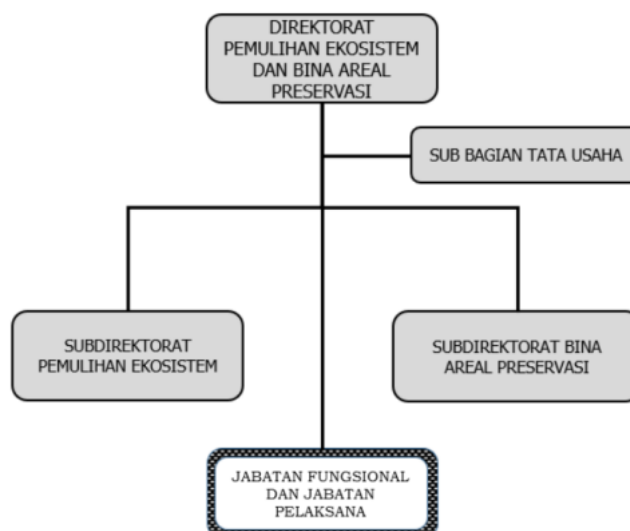 DIREKTORAT
PEMULIHAN EKOSISTEM
DAN BINA AREAL
PRESERVASI
SUB BAGIAN TATA USAHA
SUBDIREKTORAT
PEMULIHAN EKOSISTEM
SUBDIREKTORAT BINA
AREAL PRESERVASI
JABATAN FUNGSIONAL
DAN JABATAN
PELAKSANA